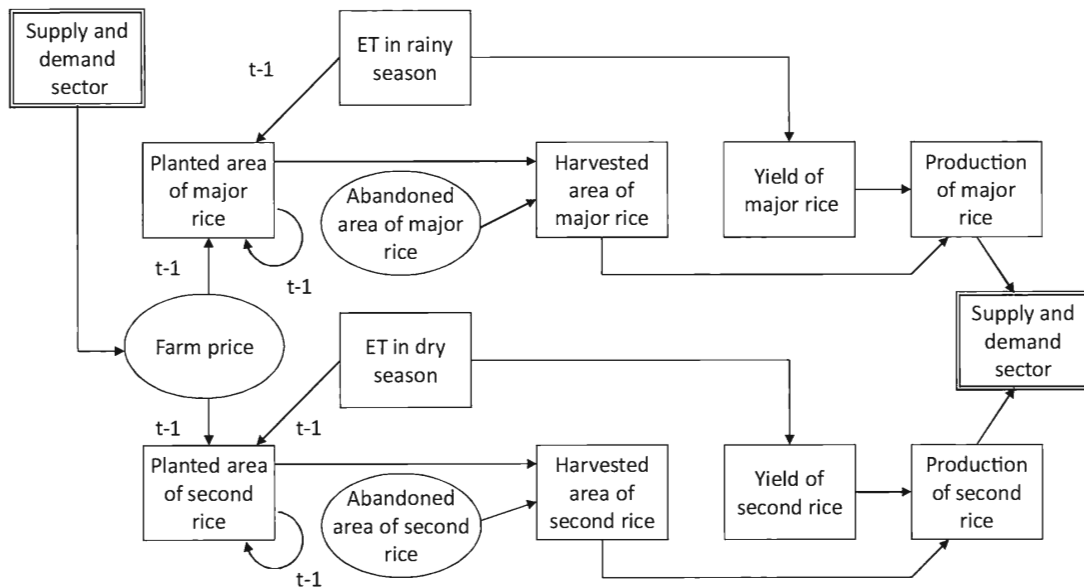 Supply and
demand
sector
ET in rainy
season
t-1
Planted area
of major
rice
Abandoned
area of major
rice
Harvested
area of
major rice
Yield of
major rice
Production
of major
rice
t-1
t-1
Farm price
ET in dry
season
Supply and
demand
sector
t-1
t-1
Planted area
of second
rice
Abandoned
area of second
rice
Harvested
area of
second rice
Yield of
second rice
Production
of second
rice
t-1